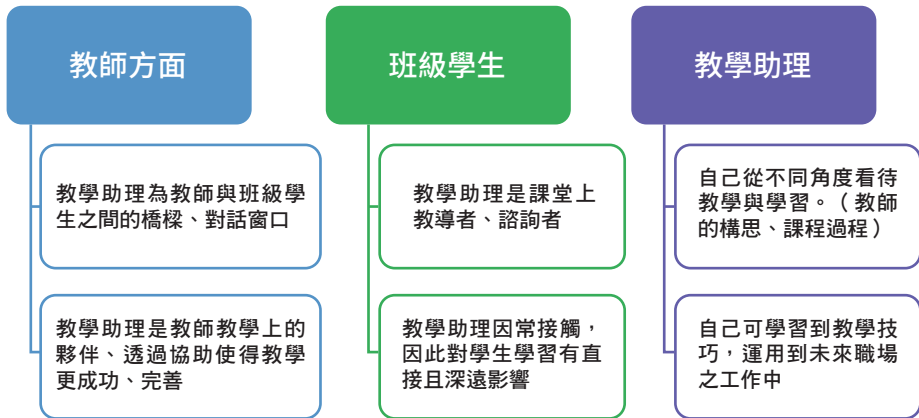 教師方面
教學助理為教師與班級學
生之間的橋樑、對話窗口
教學助理是教師教學上的
夥伴、透過協助使得教學
更成功、完善
班級學生
教學助理是課堂上
教導者、諮詢者
教學助理因常接觸，
因此對學生學習有直
接且深遠影響
教學助理
自己從不同角度看待
教學與學習。（教師
的構思、課程過程）
自己可學習到教學技
巧，運用到未來職場
之工作中